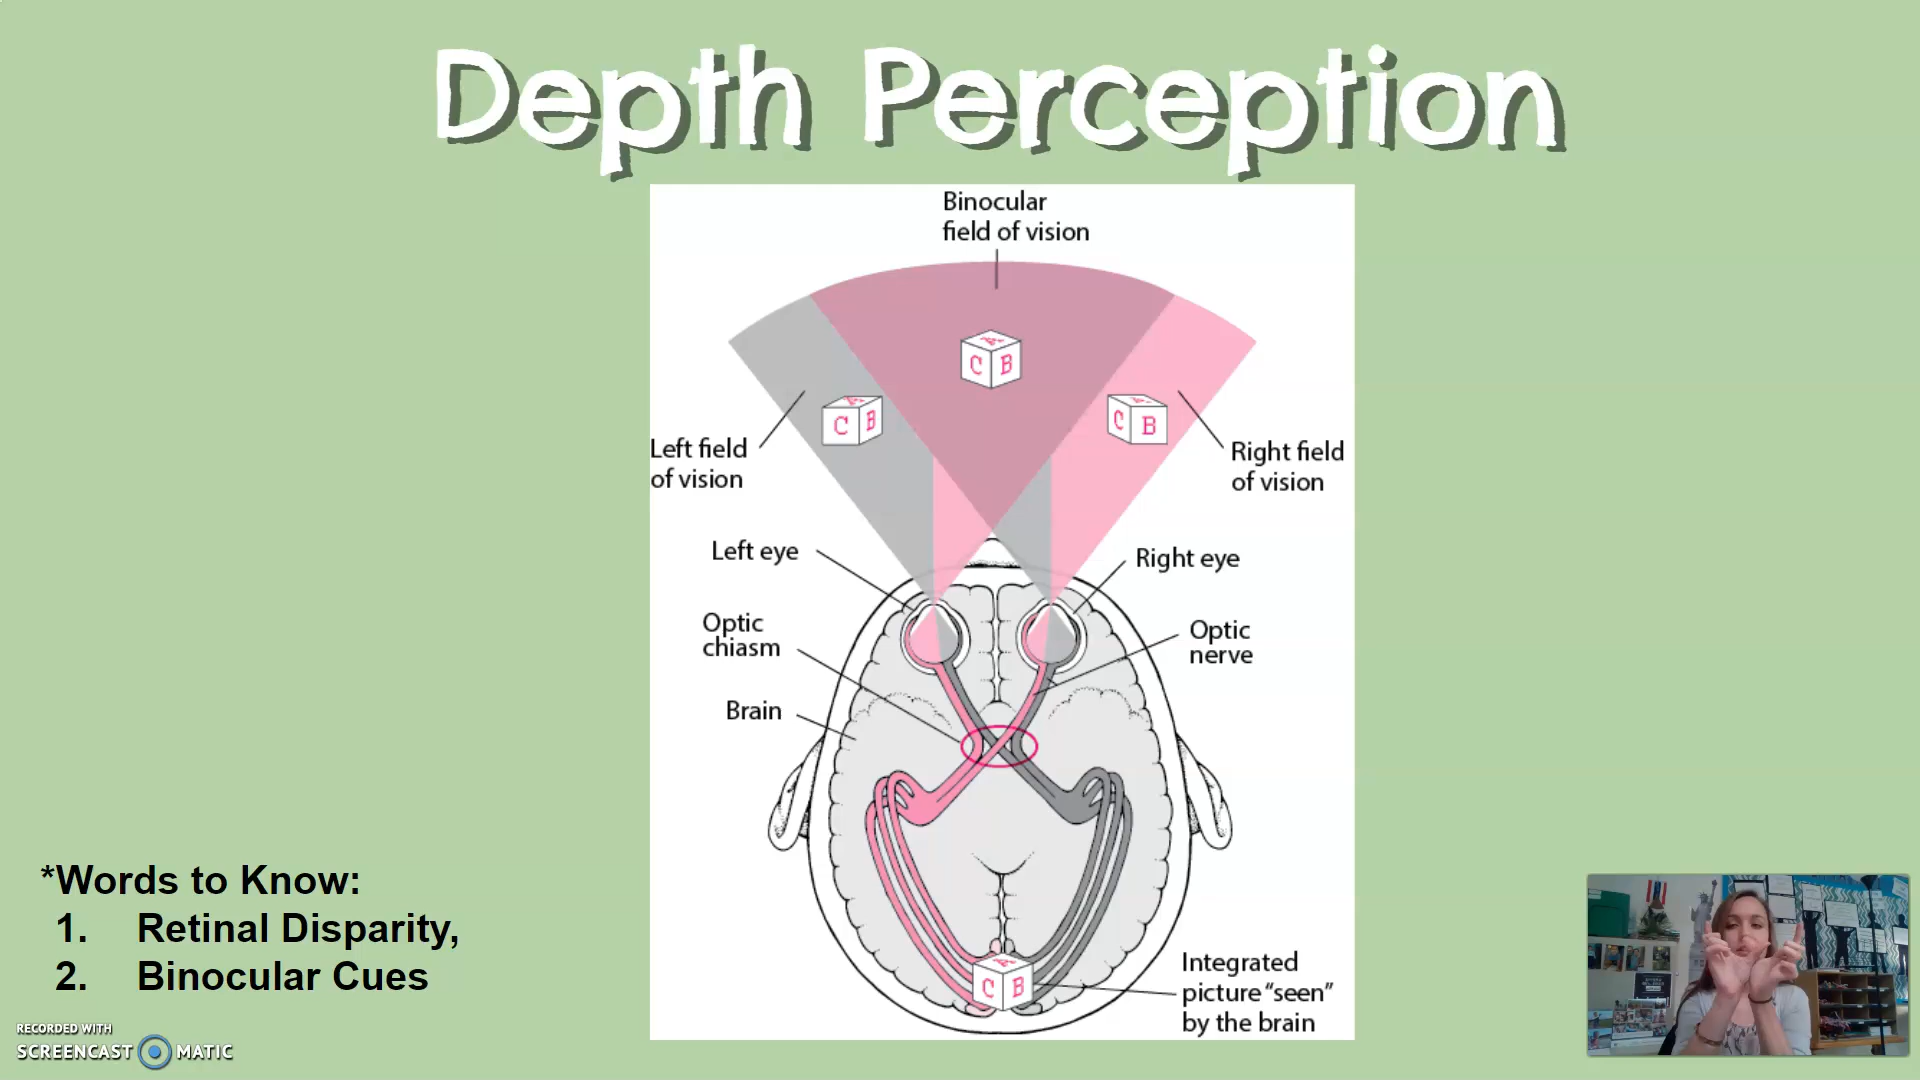 Depth Perception
Binocular
field of vision
A
C B
A
C B
A
C B
Left field
of vision
Right field
of vision
Left eye
Right eye
Optic
chiasm
Optic
nerve
Brain
*Words to Know:
1. Retinal Disparity,
2. Binocular Cues
A
C B
Integrated
picture “seen”
by the brain
RECORDED WITH
SCREENCAST MATIC